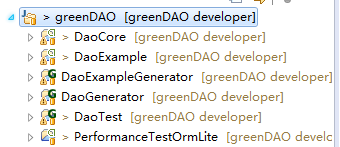 > greenDAO [greenDAO developer]
> DaoCore [greenDAO developer]
> DaoExample [greenDAO developer]
DaoExampleGenerator [greenDAO developer]
DaoGenerator [greenDAO developer]
> DaoTest [greenDAO developer]
> PerformanceTestOrmLite [greenDAO develc